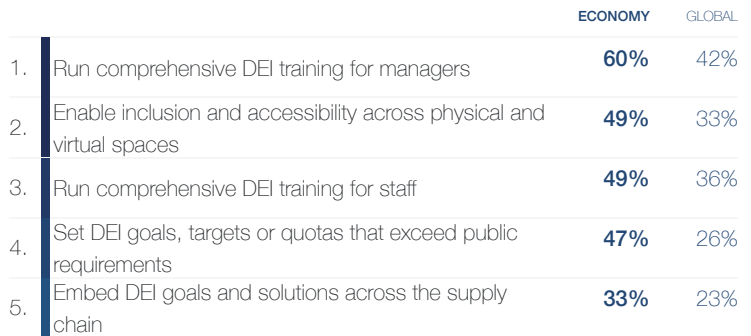 ECONOMY GLOBAL
1. Run comprehensive DEI training for managers 60% 42%
2. Enable inclusion and accessibility across physical and
virtual spaces 49% 33%
3. Run comprehensive DEI training for staff 49% 36%
4. Set DEI goals, targets or quotas that exceed public
requirements 47% 26%
5. Embed DEI goals and solutions across the supply
chain 33% 23%